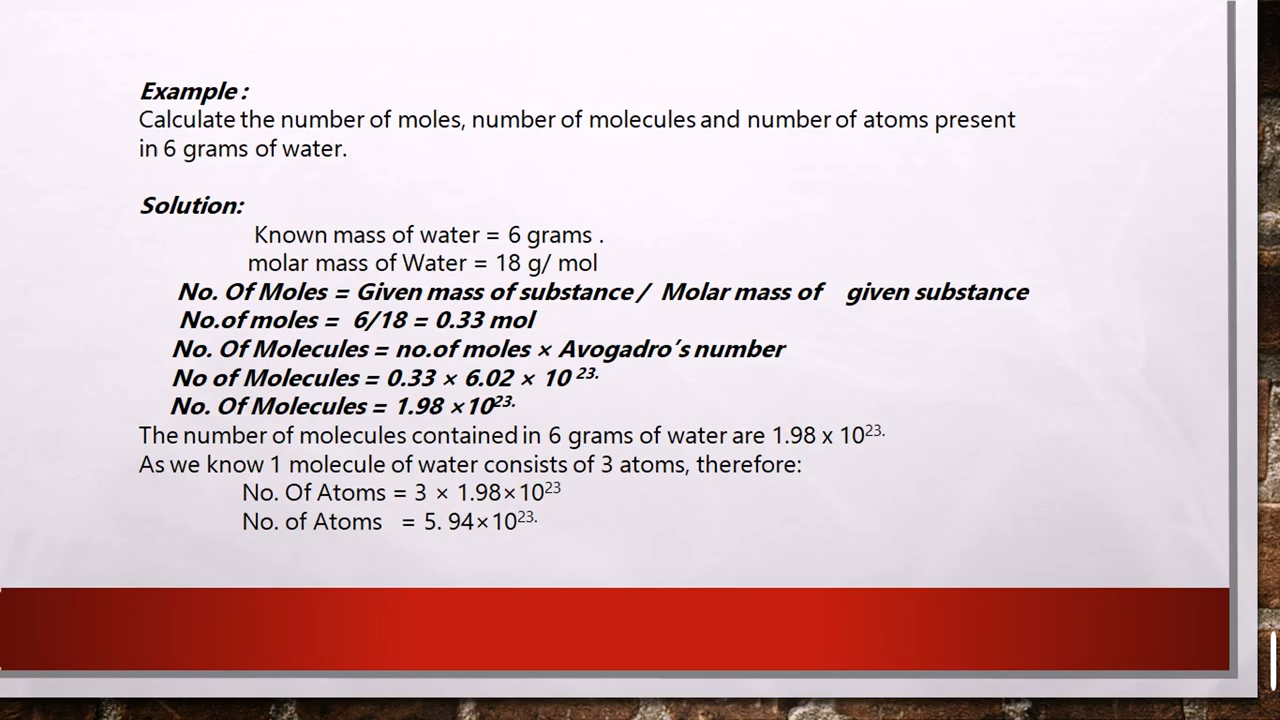 Example :
Calculate the number of moles, number of molecules and number of atoms present
in 6 grams of water.
Solution:
Known mass of water = 6 grams .
molar mass of Water = 18 g/ mol
No. Of Moles = Given mass of substance / Molar mass of given substance
No.of moles = 6/18 = 0.33 mol
No. Of Molecules = no.of moles × Avogadro’s number
No of Molecules = 0.33 × 6.02 × 10 ²³·
No. Of Molecules = 1.98 ×10²³·
The number of molecules contained in 6 grams of water are 1.98 x 10²³·
As we know 1 molecule of water consists of 3 atoms, therefore:
No. Of Atoms = 3 × 1.98×10²³
No. of Atoms = 5. 94×10²³·